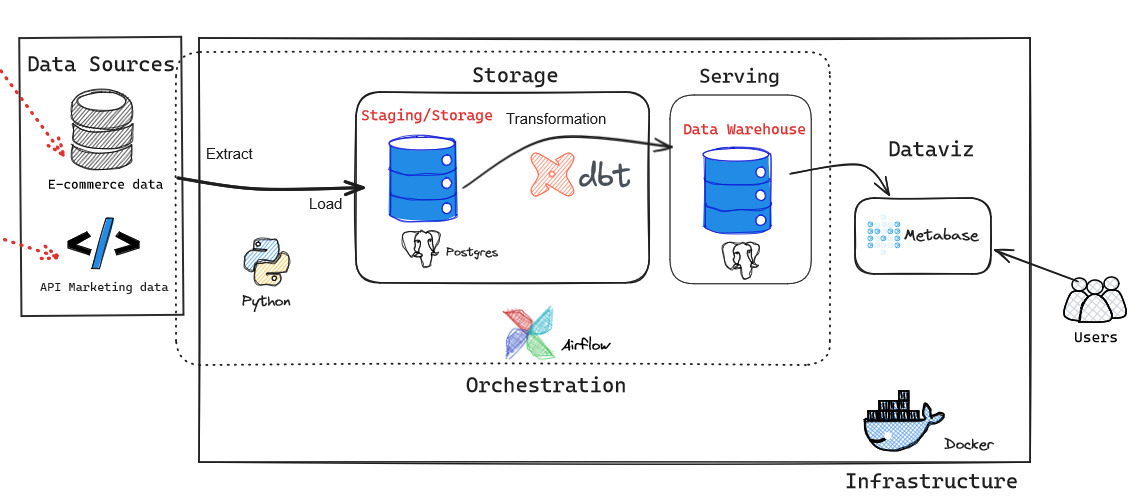 Data Sources
E-commerce data
API Marketing data
Extract
Load
Python
Storage
Staging/Storage
Transformation
dbt
Postgres
Serving
Data Warehouse
Dataviz
Metabase
Users
Airflow
Orchestration
Docker
Infrastructure